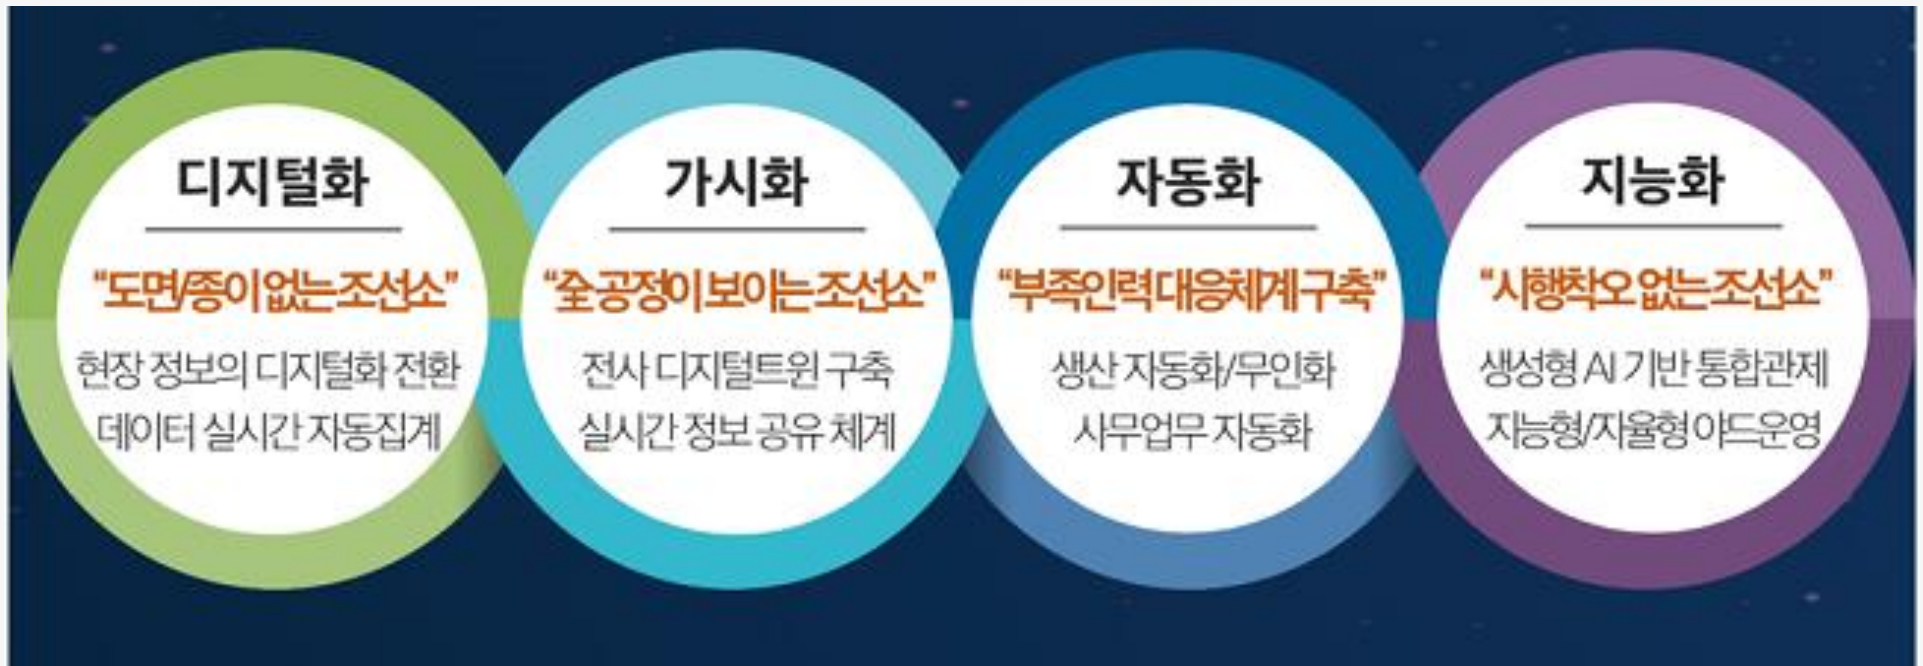 디지털화
"도면/종이 없는 조선소"
현장 정보의 디지털화 전환
데이터 실시간 자동집계
가시화
"全 공정이 보이는 조선소"
전사 디지털트윈 구축
실시간 정보 공유 체계
자동화
"부족인력 대응체계 구축"
생산 자동화/무인화
사무업무 자동화
지능화
"시행착오 없는 조선소"
생성형 AI 기반 통합관제
지능형/자율형 야드운영